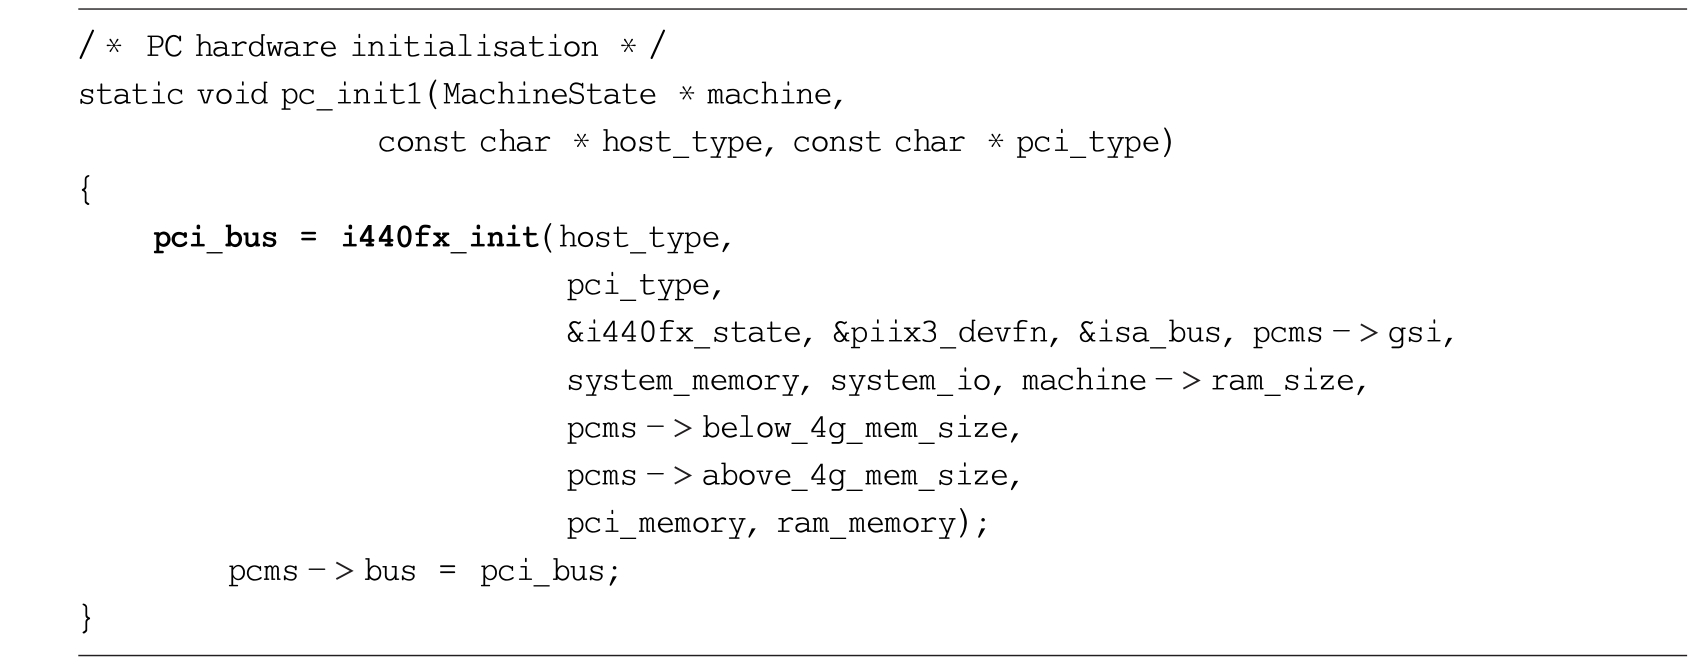 /* PC hardware initialisation */
static void pc_init1(MachineState * machine,
const char * host_type, const char * pci_type)
{
pci_bus = i440fx_init(host_type,
pci_type,
&i440fx_state, &piix3_devfn, &isa_bus, pcms->gsi,
system_memory, system_io, machine->ram_size,
pcms->below_4g_mem_size,
pcms->above_4g_mem_size,
pci_memory, ram_memory);
pcms->bus = pci_bus;
}